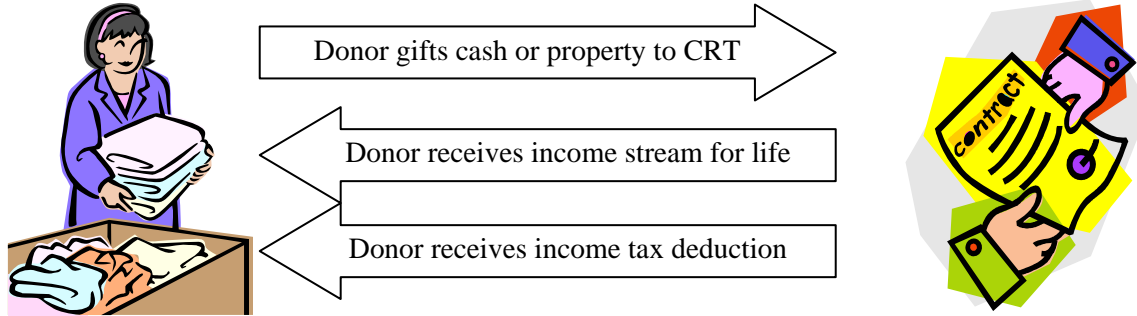 Donor gifts cash or property to CRT
contract
Donor receives income stream for life
Donor receives income tax deduction